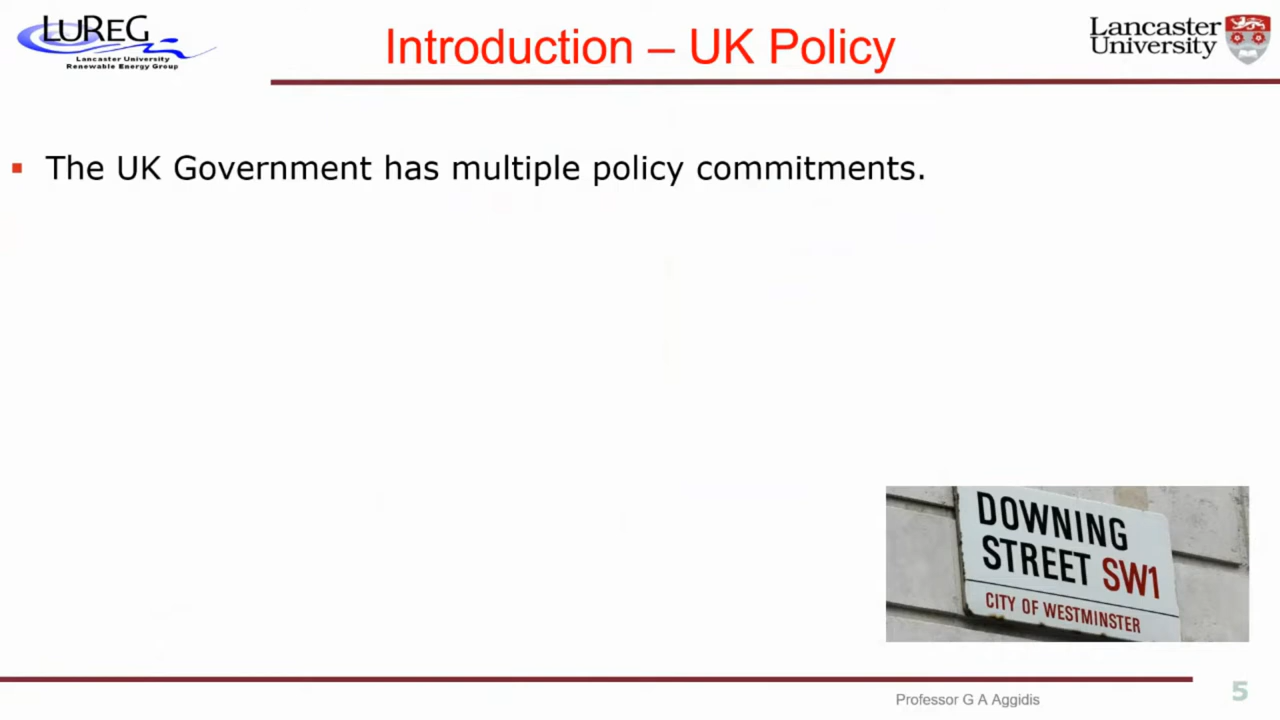 LUREG
Lancaster University
Renewable Energy Group
Introduction – UK Policy
Lancaster
University
▪ The UK Government has multiple policy commitments.
DOWNING
STREET SW1
CITY OF WESTMINSTER
Professor G A Aggidis
5